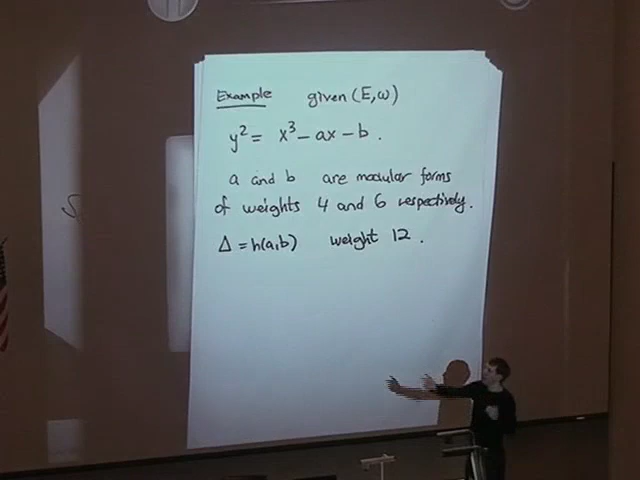 Example given (E,ω)
y² = x³ - ax - b .
a and b are modular forms
of weights 4 and 6 respectively.
Δ = h(a,b) weight 12 .